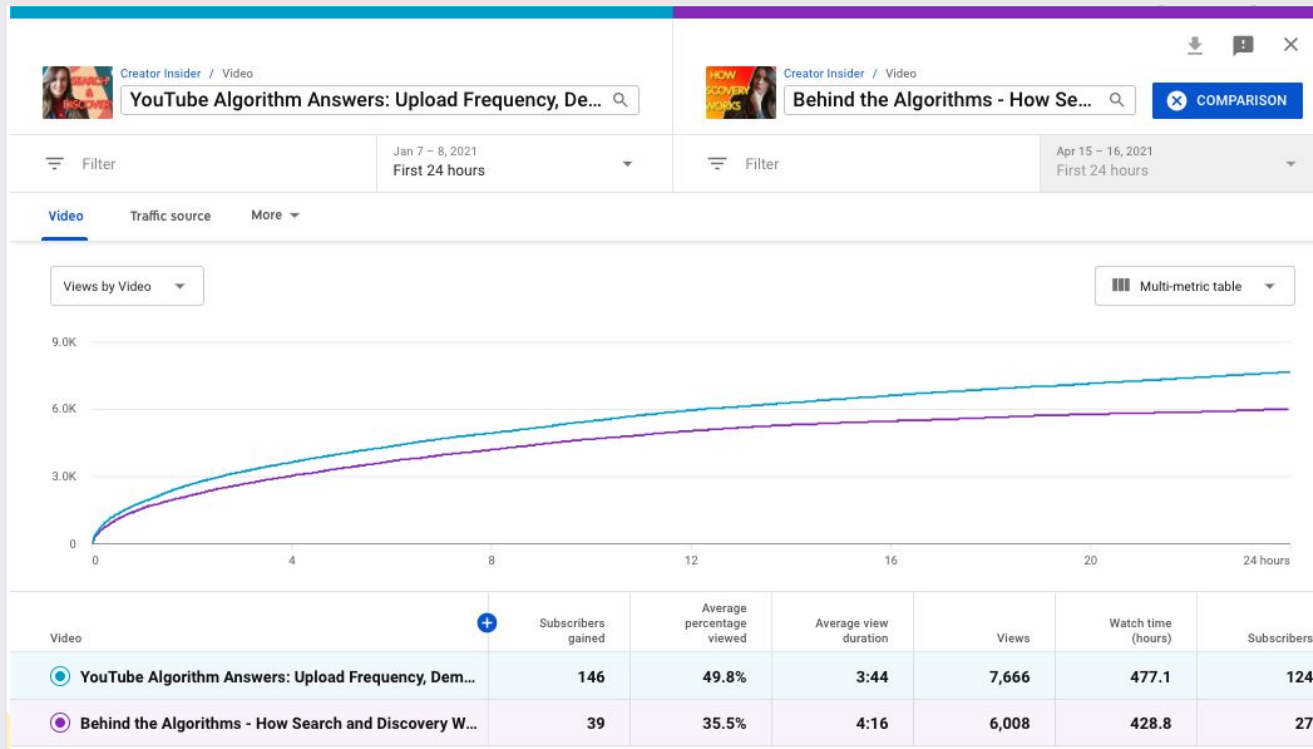 Creator Insider / Video
YouTube Algorithm Answers: Upload Frequency, De...
SEARCH
&
DISCOVER
Creator Insider / Video
Behind the Algorithms - How Se...
HOW
SCOVERY
WORKS
COMPARISON
Filter
Jan 7 – 8, 2021
First 24 hours
Filter
Apr 15 – 16, 2021
First 24 hours
Video Traffic source More
Views by Video
Multi-metric table
9.0K
6.0K
3.0K
0
0 4 8 12 16 20 24 hours
Video Subscribers gained Average percentage viewed Average view duration Views Watch time (hours) Subscribers
YouTube Algorithm Answers: Upload Frequency, Dem... 146 49.8% 3:44 7,666 477.1 124
Behind the Algorithms - How Search and Discovery W... 39 35.5% 4:16 6,008 428.8 27